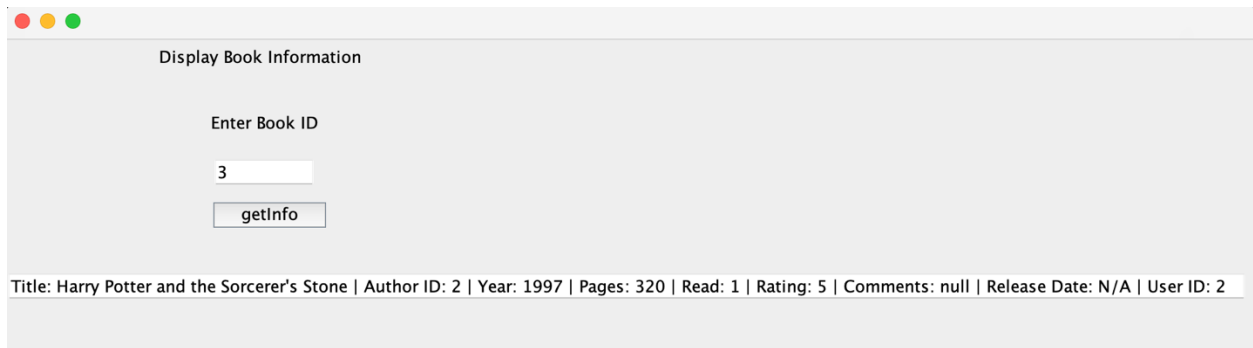 Display Book Information
Enter Book ID
3
getInfo
Title: Harry Potter and the Sorcerer's Stone | Author ID: 2 | Year: 1997 | Pages: 320 | Read: 1 | Rating: 5 | Comments: null | Release Date: N/A | User ID: 2